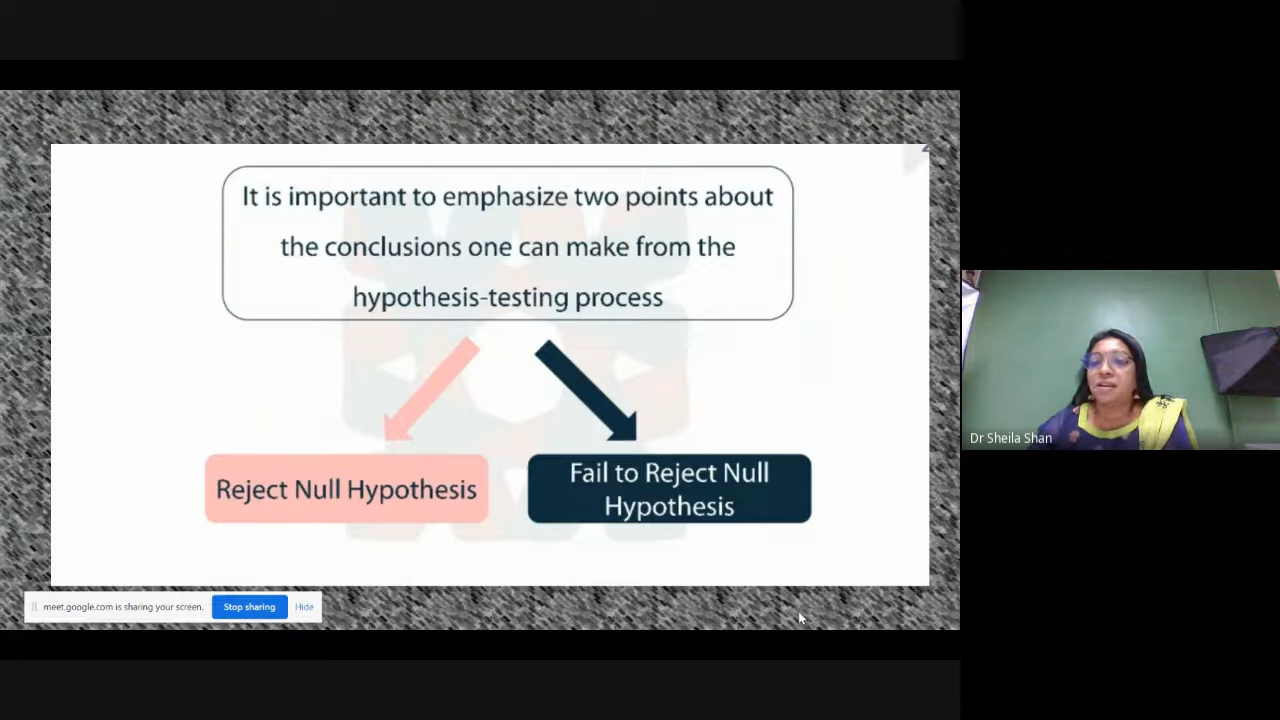 It is important to emphasize two points about
the conclusions one can make from the
hypothesis-testing process
Reject Null Hypothesis
Fail to Reject Null
Hypothesis
Dr Sheila Shan
meet.google.com is sharing your screen.
Stop sharing
Hide